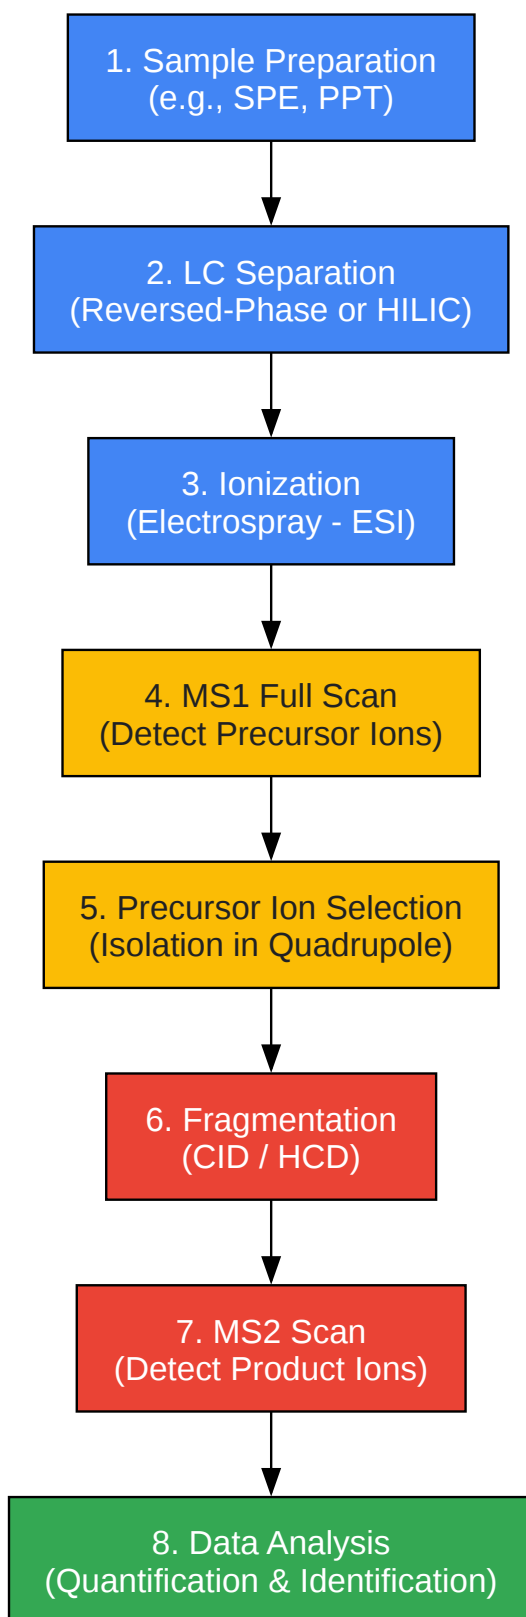 1. Sample Preparation
(e.g., SPE, PPT)
2. LC Separation
(Reversed-Phase or HILIC)
3. Ionization
(Electrospray - ESI)
4. MS1 Full Scan
(Detect Precursor Ions)
5. Precursor Ion Selection
(Isolation in Quadrupole)
6. Fragmentation
(CID / HCD)
7. MS2 Scan
(Detect Product Ions)
8. Data Analysis
(Quantification & Identification)